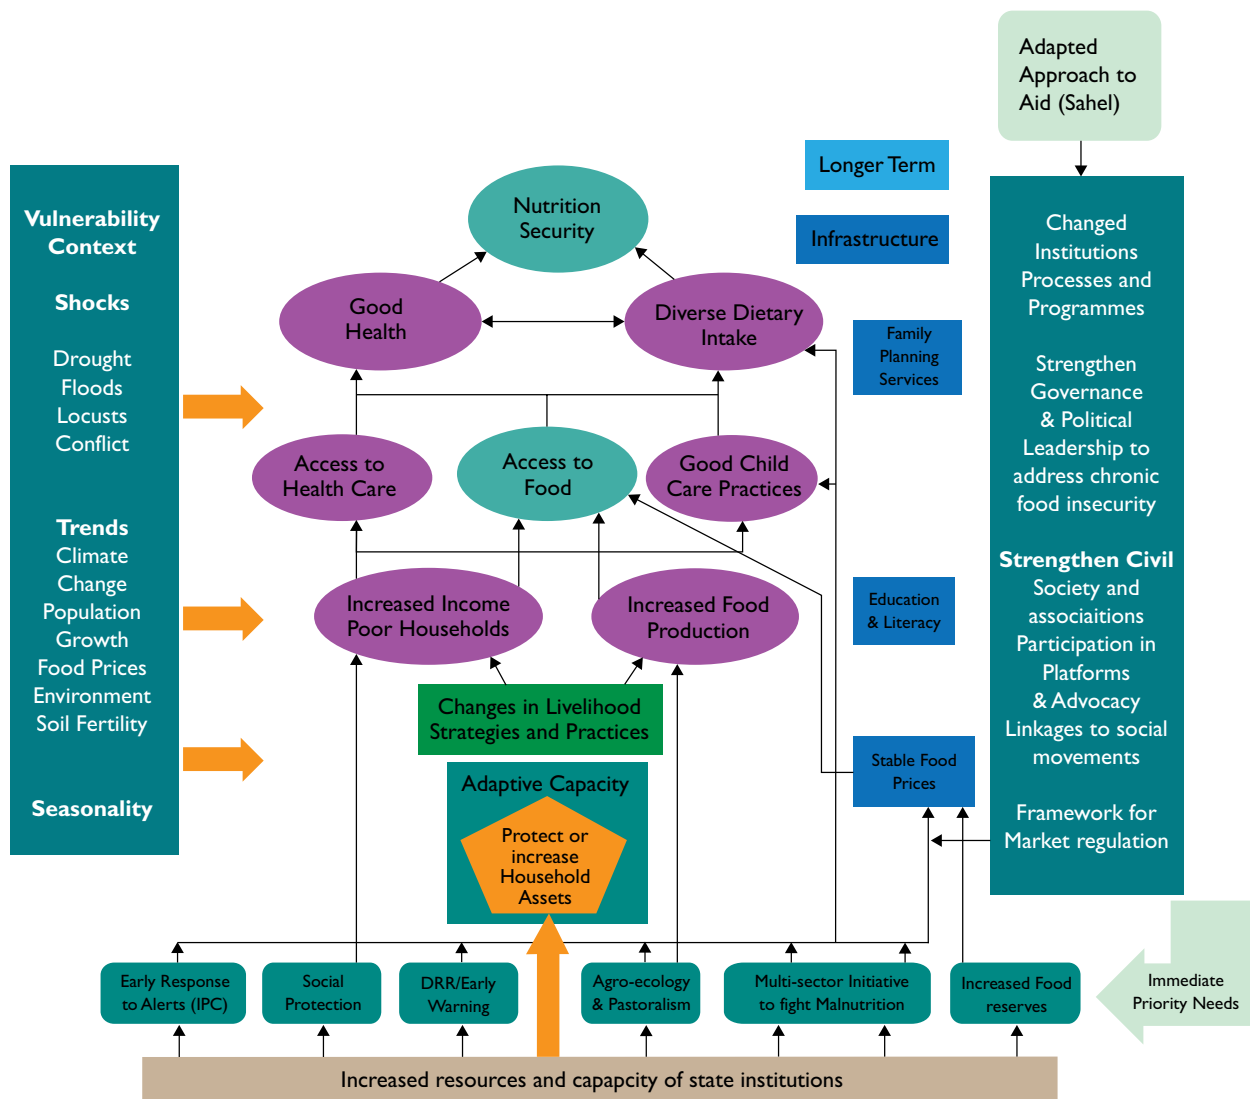 Adapted
Approach to
Aid (Sahel)
Longer Term
Infrastructure
Vulnerability
Context
Shocks
Drought
Floods
Locusts
Conflict
Trends
Climate
Change
Population
Growth
Food Prices
Environment
Soil Fertility
Seasonality
Nutrition
Security
Good
Health
Diverse Dietary
Intake
Family
Planning
Services
Access to
Health Care
Access to
Food
Good Child
Care Practices
Increased Income
Poor Households
Increased Food
Production
Education
& Literacy
Changes in Livelihood
Strategies and Practices
Stable Food
Prices
Adaptive Capacity
Protect or
increase
Household
Assets
Changed
Institutions
Processes and
Programmes
Strengthen
Governance
& Political
Leadership to
address chronic
food insecurity
Strengthen Civil
Society and
associaitions
Participation in
Platforms
& Advocacy
Linkages to social
movements
Framework for
Market regulation
Early Response
to Alerts (IPC)
Social
Protection
DRR/Early
Warning
Agro-ecology
& Pastoralism
Multi-sector Initiative
to fight Malnutrition
Increased Food
reserves
Immediate
Priority Needs
Increased resources and capapcity of state institutions